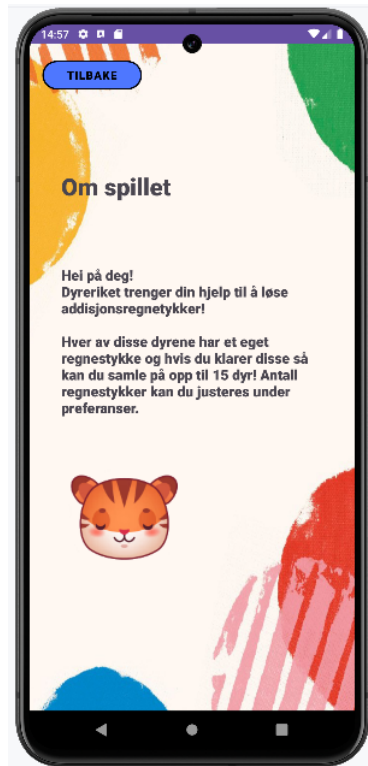 14:57
TILBAKE
Om spillet
Hei på deg!
Dyreriket trenger din hjelp til å løse
addisjonsregnetykker!
Hver av disse dyrene har et eget
regnestykke og hvis du klarer disse så
kan du samle på opp til 15 dyr! Antall
regnestykker kan du justeres under
preferanser.